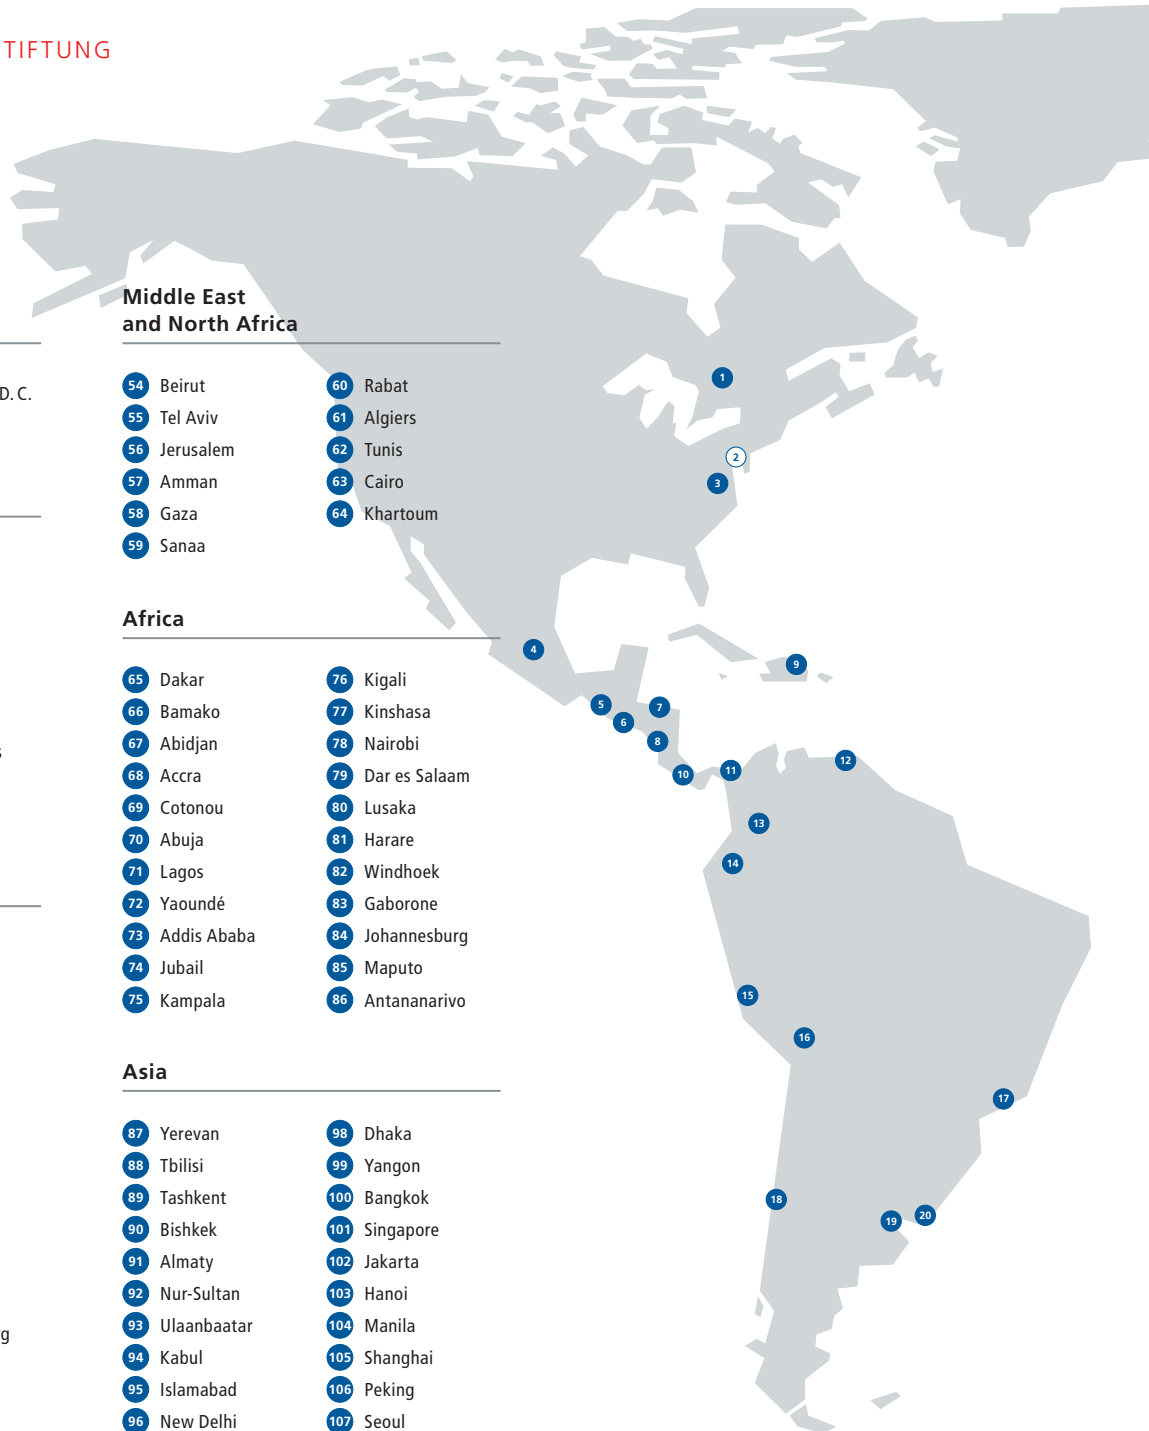 TIFTUNG
D. C.
s
g
Middle East
and North Africa
54 Beirut
55 Tel Aviv
56 Jerusalem
57 Amman
58 Gaza
59 Sanaa
60 Rabat
61 Algiers
62 Tunis
63 Cairo
64 Khartoum
Africa
65 Dakar
66 Bamako
67 Abidjan
68 Accra
69 Cotonou
70 Abuja
71 Lagos
72 Yaoundé
73 Addis Ababa
74 Jubail
75 Kampala
76 Kigali
77 Kinshasa
78 Nairobi
79 Dar es Salaam
80 Lusaka
81 Harare
82 Windhoek
83 Gaborone
84 Johannesburg
85 Maputo
86 Antananarivo
Asia
87 Yerevan
88 Tbilisi
89 Tashkent
90 Bishkek
91 Almaty
92 Nur-Sultan
93 Ulaanbaatar
94 Kabul
95 Islamabad
96 New Delhi
98 Dhaka
99 Yangon
100 Bangkok
101 Singapore
102 Jakarta
103 Hanoi
104 Manila
105 Shanghai
106 Peking
107 Seoul
1
2
3
4
5
6
7
8
9
10
11
12
13
14
15
16
17
18
19
20